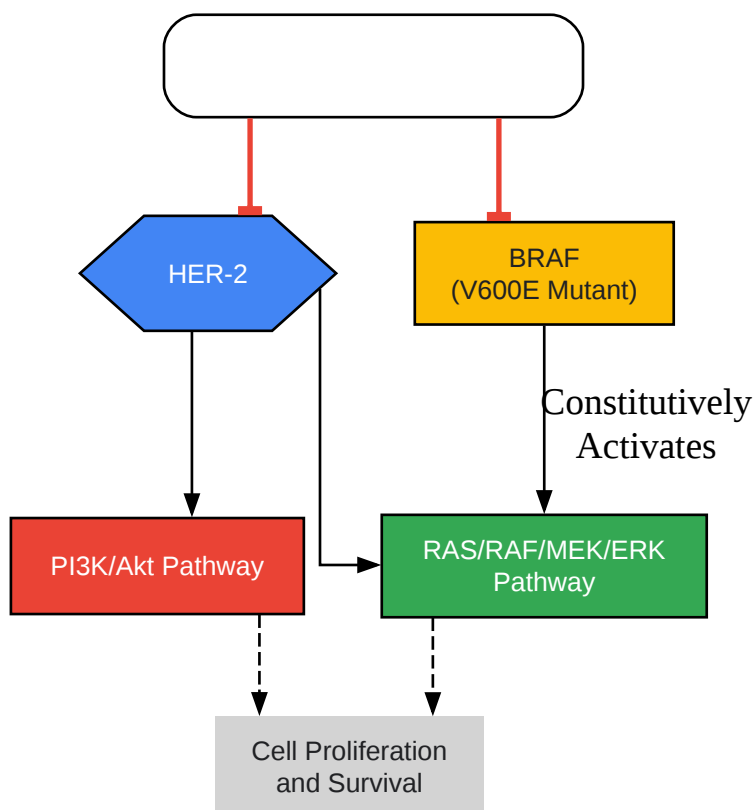 HER-2
BRAF
(V600E Mutant)
Constitutively
Activates
PI3K/Akt Pathway
RAS/RAF/MEK/ERK
Pathway
Cell Proliferation
and Survival